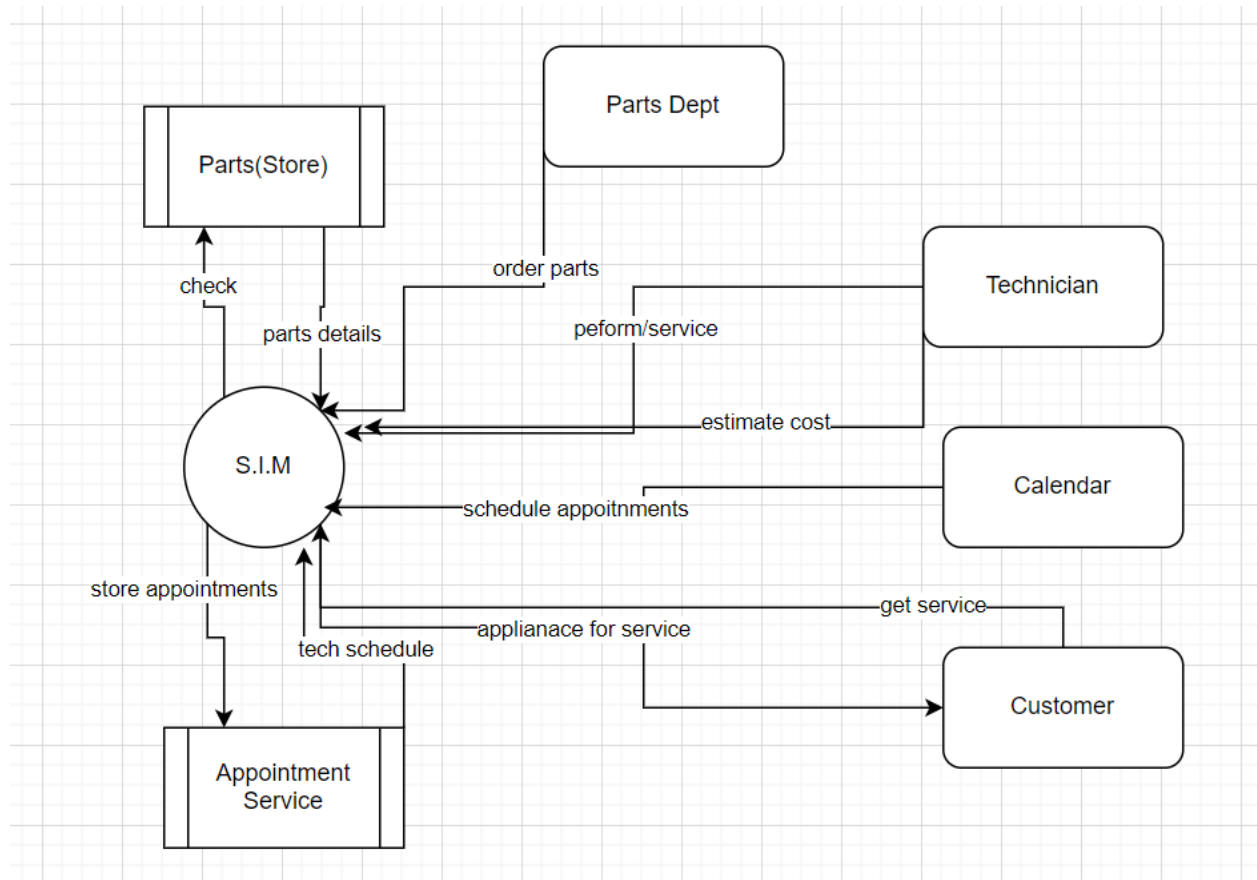 Parts Dept
Parts(Store)
order parts
Technician
check
peform/service
parts details
estimate cost
S.I.M
Calendar
schedule appoitnments
store appointments
get service
applianace for service
tech schedule
Customer
Appointment
Service